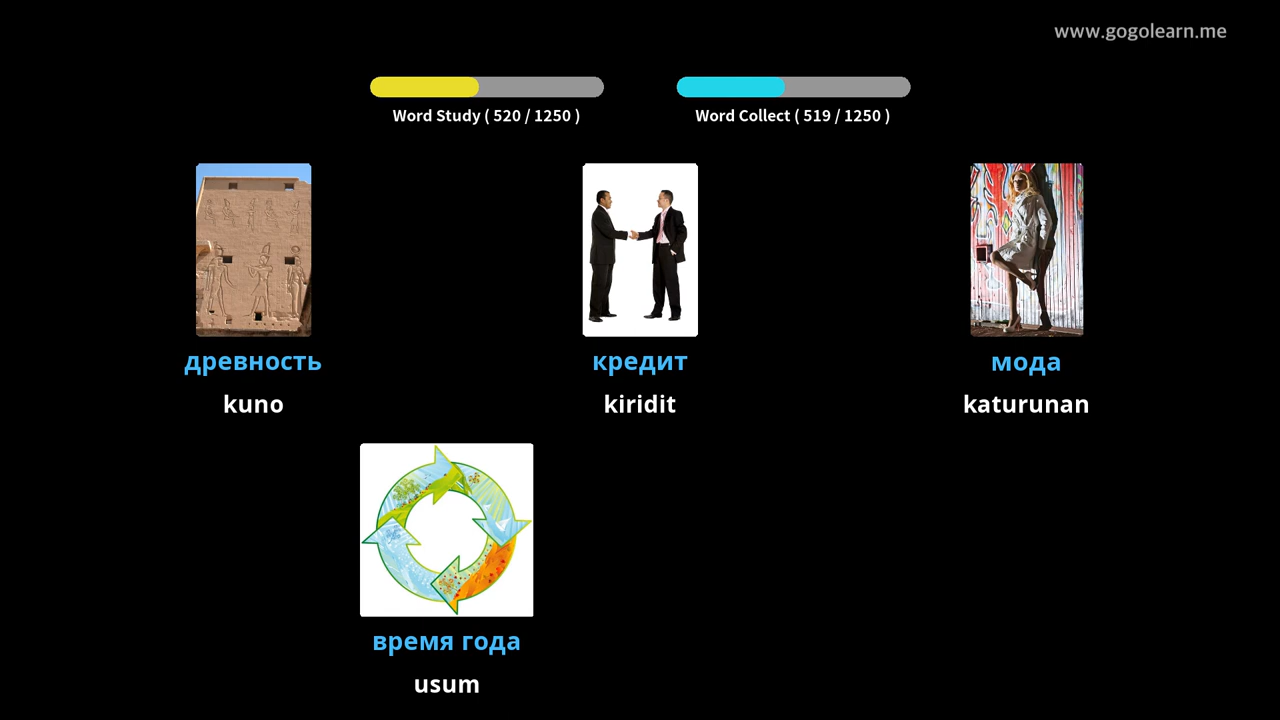 www.gogolearn.me
Word Study ( 520 / 1250 )
Word Collect ( 519 / 1250 )
древность
кредит
мода
kuno
kiridit
katurunan
время года
usum